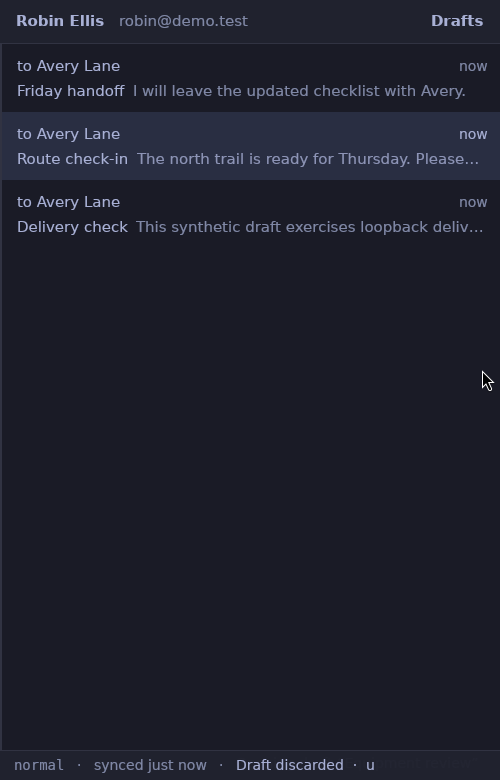 Robin Ellis robin@demo.test Drafts
to Avery Lane now
Friday handoff I will leave the updated checklist with Avery.
to Avery Lane now
Route check-in The north trail is ready for Thursday. Please…
to Avery Lane now
Delivery check This synthetic draft exercises loopback deliv…
normal · synced just now · Draft discarded · u